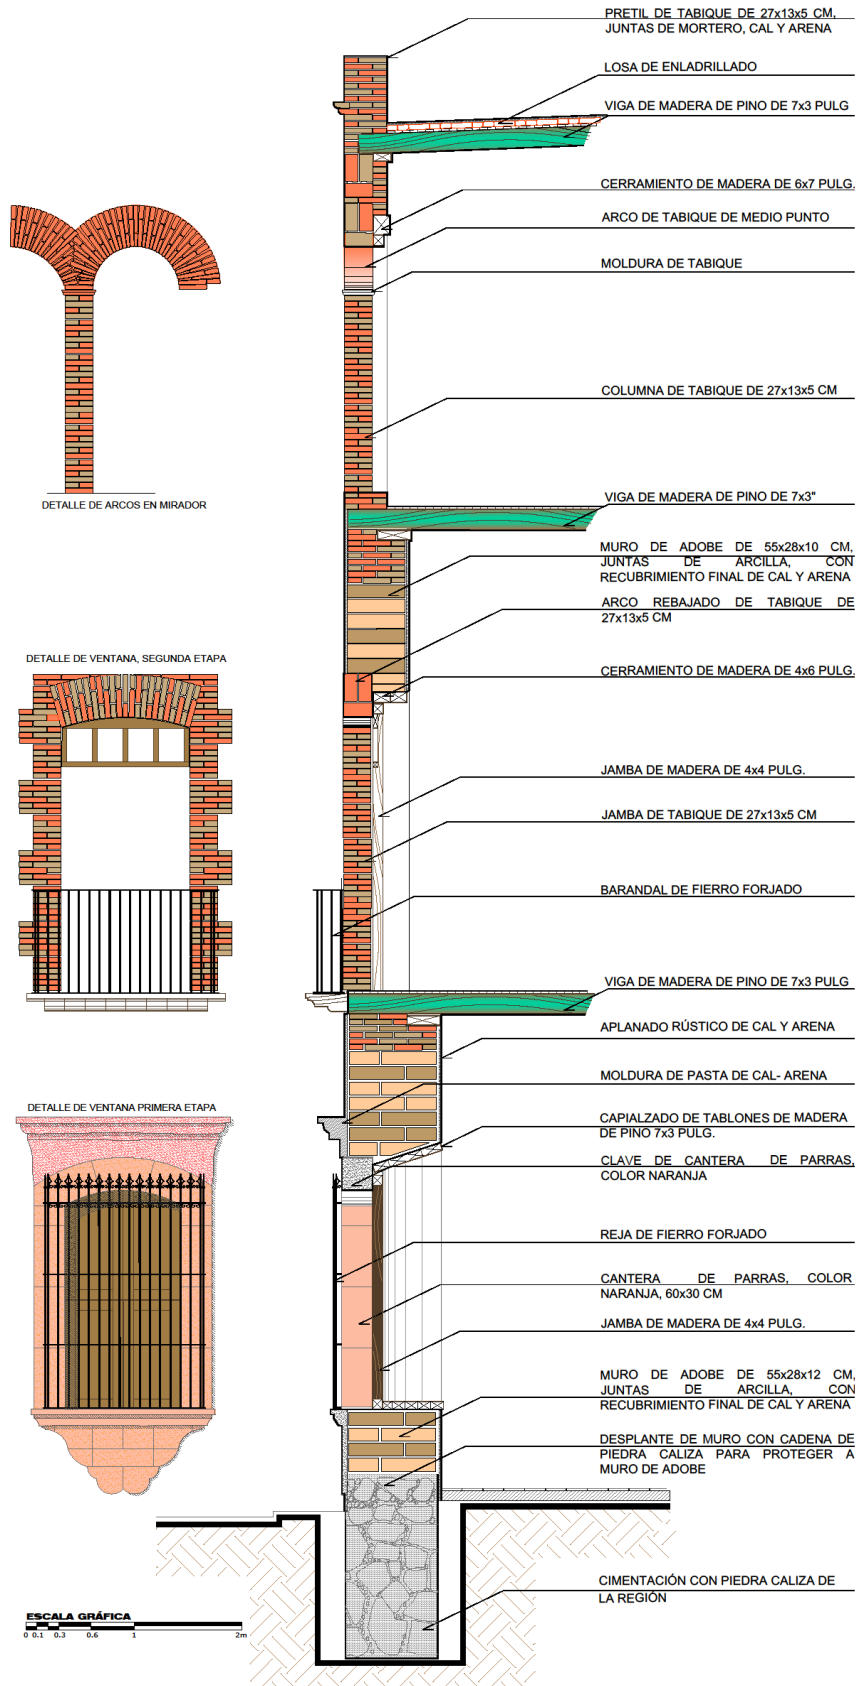 PRETIL DE TABIQUE DE 27x13x5 CM,
JUNTAS DE MORTERO, CAL Y ARENA
LOSA DE ENLADRILLADO
VIGA DE MADERA DE PINO DE 7x3 PULG
CERRAMIENTO DE MADERA DE 6x7 PULG.
ARCO DE TABIQUE DE MEDIO PUNTO
MOLDURA DE TABIQUE
COLUMNA DE TABIQUE DE 27x13x5 CM
DETALLE DE ARCOS EN MIRADOR
VIGA DE MADERA DE PINO DE 7x3"
MURO DE ADOBE DE 55x28x10 CM,
JUNTAS DE ARCILLA, CON
RECUBRIMIENTO FINAL DE CAL Y ARENA
ARCO REBAJADO DE TABIQUE DE
27x13x5 CM
DETALLE DE VENTANA, SEGUNDA ETAPA
CERRAMIENTO DE MADERA DE 4x6 PULG.
JAMBA DE MADERA DE 4x4 PULG.
JAMBA DE TABIQUE DE 27x13x5 CM
BARANDAL DE FIERRO FORJADO
VIGA DE MADERA DE PINO DE 7x3 PULG
APLANADO RÚSTICO DE CAL Y ARENA
MOLDURA DE PASTA DE CAL- ARENA
DETALLE DE VENTANA PRIMERA ETAPA
CAPIALZADO DE TABLONES DE MADERA
DE PINO 7x3 PULG.
CLAVE DE CANTERA DE PARRAS,
COLOR NARANJA
REJA DE FIERRO FORJADO
CANTERA DE PARRAS, COLOR
NARANJA, 60x30 CM
JAMBA DE MADERA DE 4x4 PULG.
MURO DE ADOBE DE 55x28x12 CM,
JUNTAS DE ARCILLA, CON
RECUBRIMIENTO FINAL DE CAL Y ARENA
DESPLANTE DE MURO CON CADENA DE
PIEDRA CALIZA PARA PROTEGER A
MURO DE ADOBE
CIMENTACIÓN CON PIEDRA CALIZA DE
LA REGIÓN
ESCALA GRÁFICA
0 0.1 0.3 0.6 1 2m